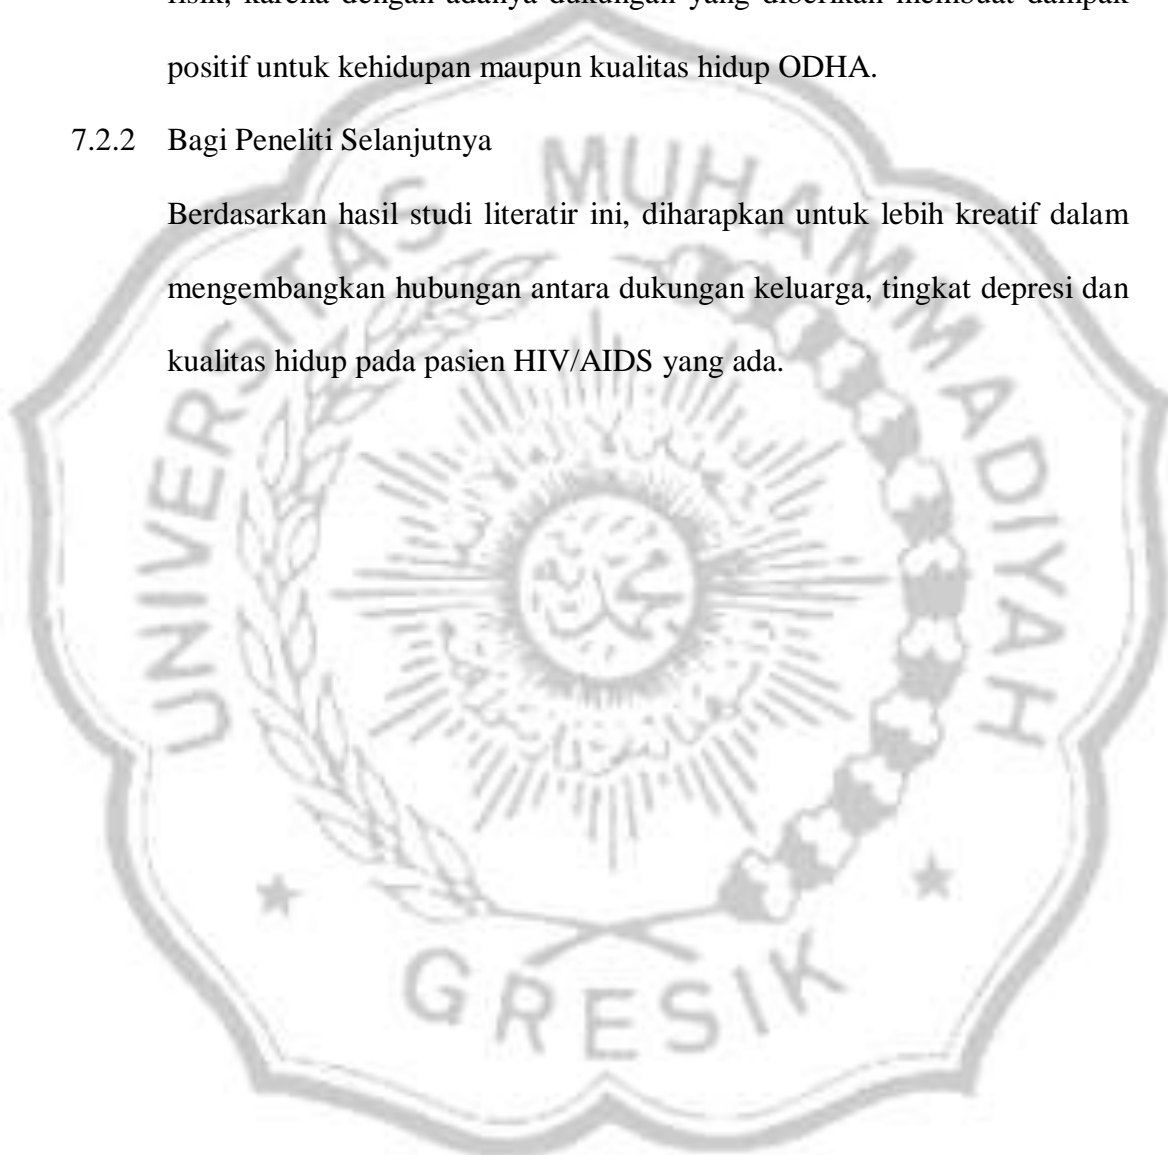 fisik, karena dengan adanya dukungan yang diberikan membuat dampak
positif untuk kehidupan maupun kualitas hidup ODHA.
7.2.2 Bagi Peneliti Selanjutnya
Berdasarkan hasil studi literatir ini, diharapkan untuk lebih kreatif dalam
mengembangkan hubungan antara dukungan keluarga, tingkat depresi dan
kualitas hidup pada pasien HIV/AIDS yang ada.
UNIVERSITAS MUHAMMADIYAH
GRESIK